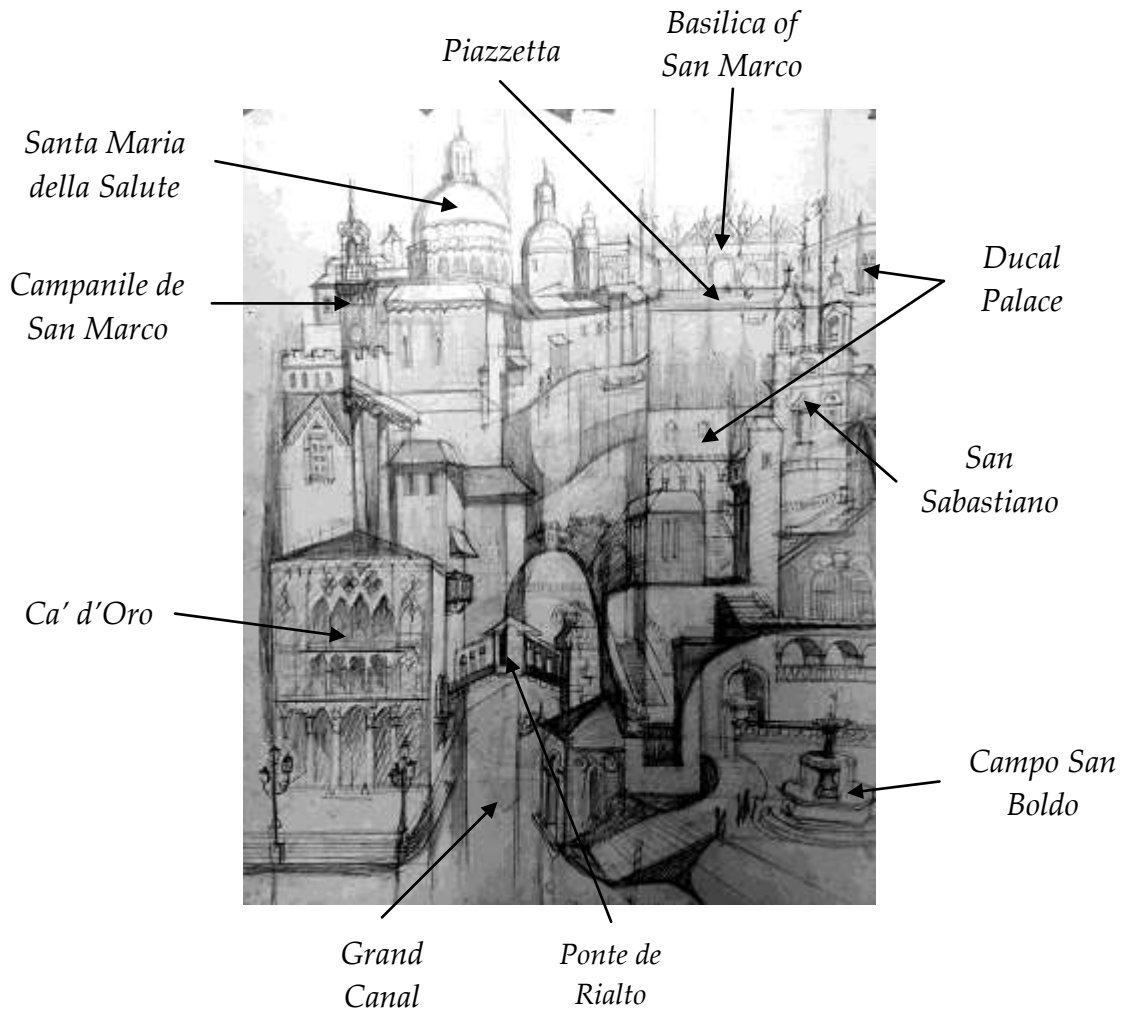 Basilica of
San Marco
Piazzetta
Santa Maria
della Salute
Ducal
Palace
Campanile de
San Marco
San
Sabastiano
Ca' d'Oro
Campo San
Boldo
Grand
Canal
Ponte de
Rialto